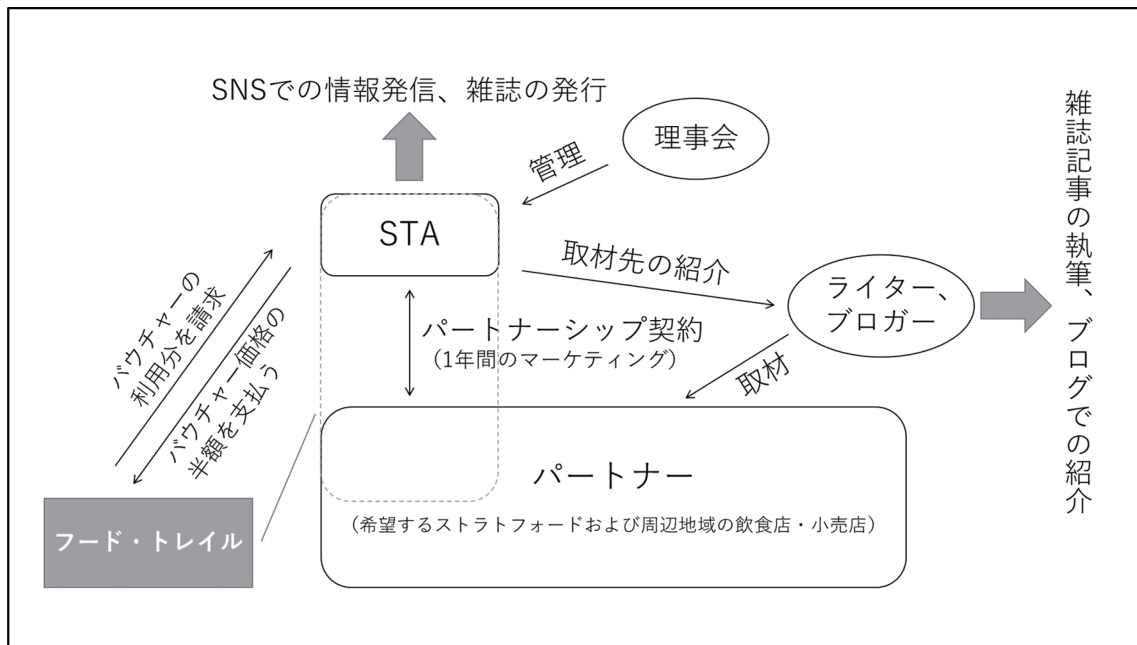 SNSでの情報発信、雑誌の発行
理事会
管理
STA
取材先の紹介
ライター、
ブロガー
雑誌記事の執筆、ブログでの紹介
バウチャーの
利用分を請求
バウチャー価格の
半額を支払う
パートナーシップ契約
(1年間のマーケティング)
取材
パートナー
(希望するストラトフォードおよび周辺地域の飲食店・小売店)
フード・トレイル